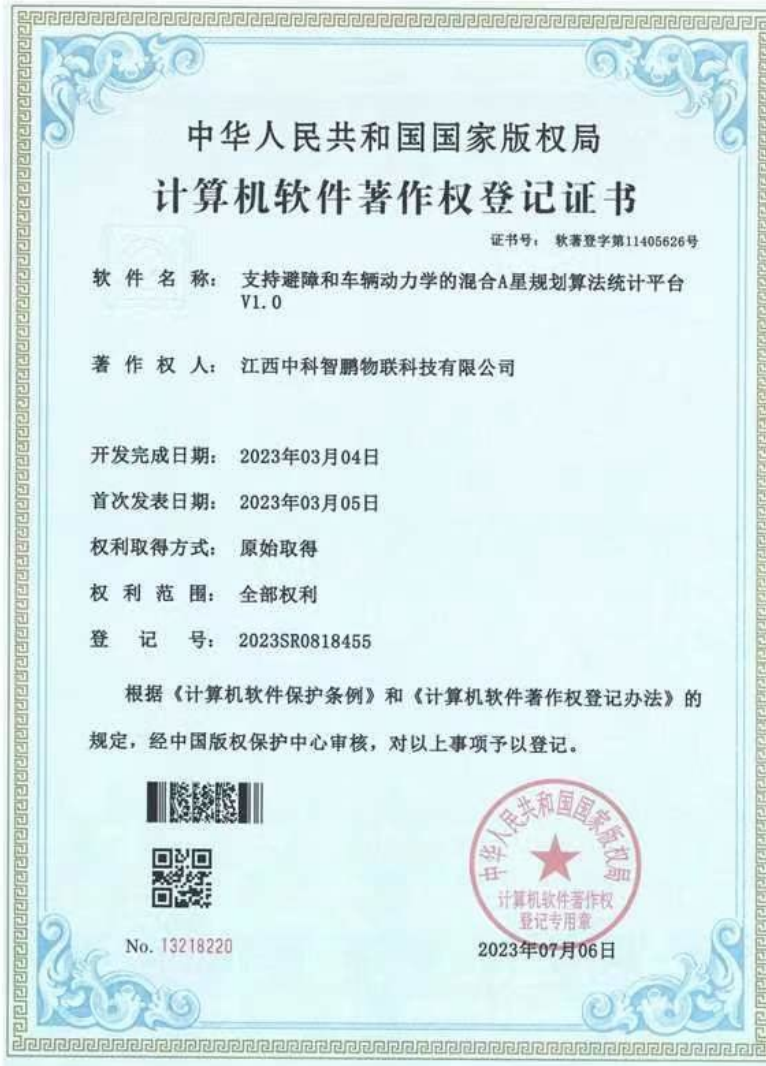 中华人民共和国国家版权局
计算机软件著作权登记证书
证书号： 软著登字第11405626号
软件名称： 支持避障和车辆动力学的混合A星规划算法统计平台
V1.0
著作权人： 江西中科智鹏物联科技有限公司
开发完成日期： 2023年03月04日
首次发表日期： 2023年03月05日
权利取得方式： 原始取得
权利范围： 全部权利
登记号： 2023SR0818455
根据《计算机软件保护条例》和《计算机软件著作权登记办法》的
规定，经中国版权保护中心审核，对以上事项予以登记。
中华人民共和国国家版权局
计算机软件著作权
登记专用章
No. 13218220
2023年07月06日